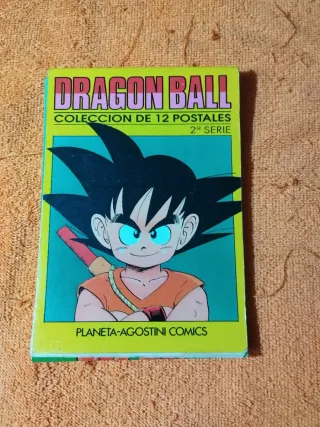 DRAGON BALL
COLECCION DE 12 POSTALES
2ª SERIE
PLANETA-AGOSTINI COMICS